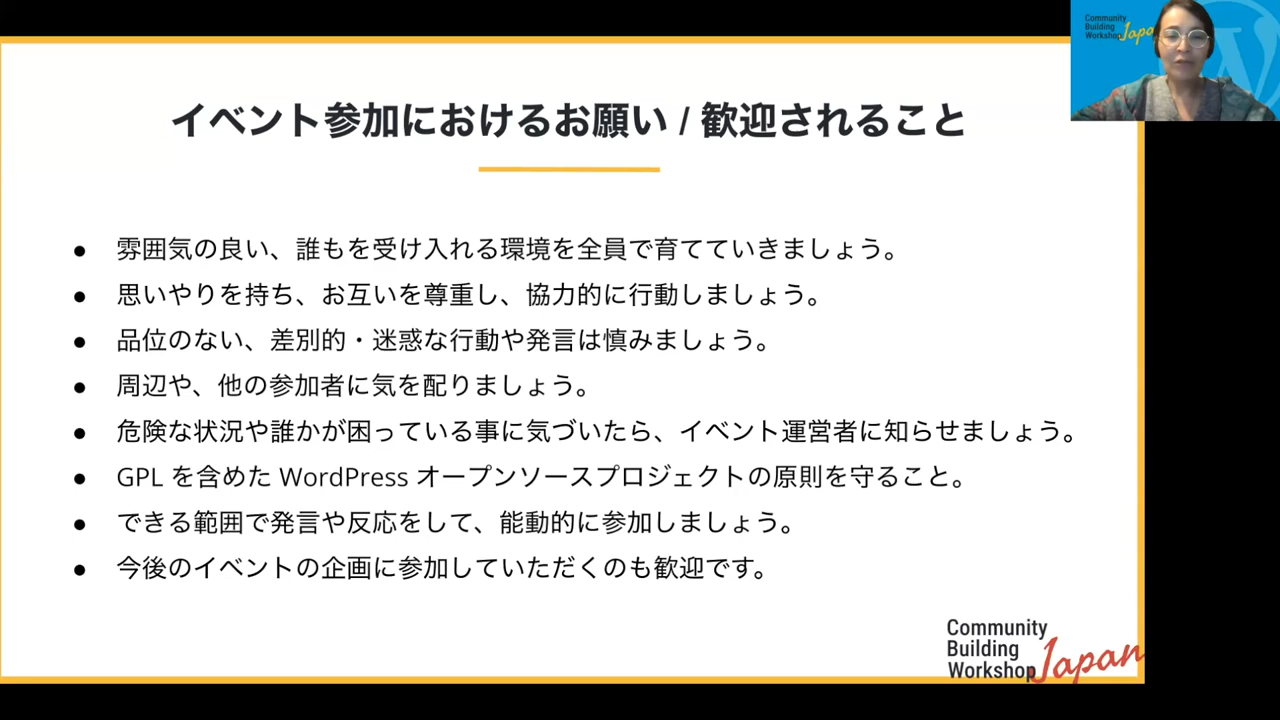 イベント参加におけるお願い / 歓迎されること
● 雰囲気の良い、誰もを受け入れる環境を全員で育てていきましょう。
● 思いやりを持ち、お互いを尊重し、協力的に行動しましょう。
● 品位のない、差別的・迷惑な行動や発言は慎みましょう。
● 周辺や、他の参加者に気を配りましょう。
● 危険な状況や誰かが困っている事に気づいたら、イベント運営者に知らせましょう。
● GPL を含めた WordPress オープンソースプロジェクトの原則を守ること。
● できる範囲で発言や反応をして、能動的に参加しましょう。
● 今後のイベントの企画に参加していただくのも歓迎です。
Community
Building
Workshop Japan
Community
Building
Workshop